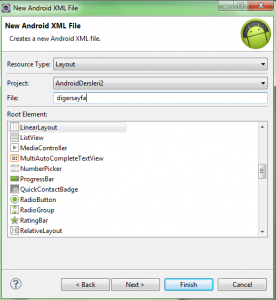 New Android XML File
New Android XML File
Creates a new Android XML file.
Resource Type: Layout
Project: AndroidDersleri2
File: digersayfa
Root Element:
LinearLayout
ListView
MediaController
MultiAutoCompleteTextView
NumberPicker
ProgressBar
QuickContactBadge
RadioButton
RadioGroup
RatingBar
RelativeLayout
? < Back Next > Finish Cancel